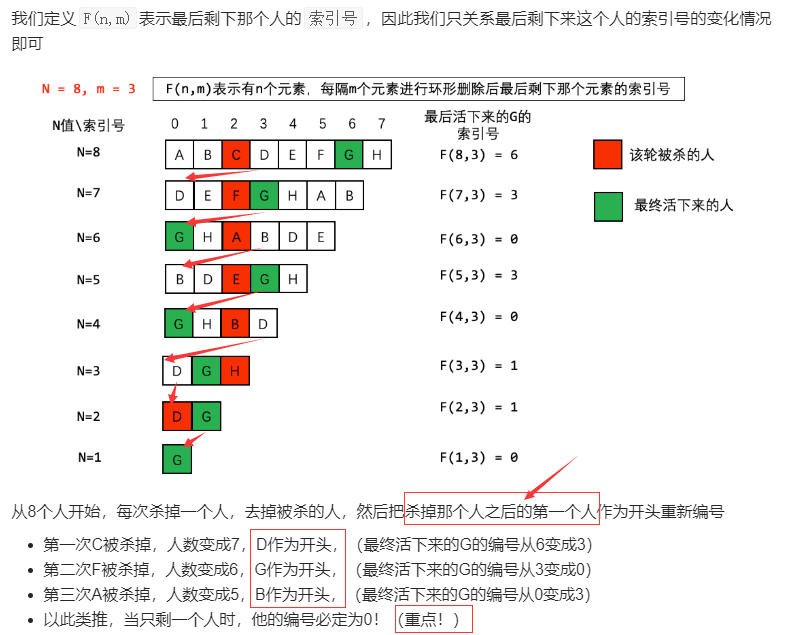 我们定义 F(n,m) 表示最后剩下那个人的 索引号 ，因此我们只关系最后剩下来这个人的索引号的变化情况
即可
N = 8, m = 3
F(n,m)表示有n个元素，每隔m个元素进行环形删除后最后剩下那个元素的索引号
N值\索引号 0 1 2 3 4 5 6 7
最后活下来的G的
索引号
N=8 A B C D E F G H F(8,3) = 6
该轮被杀的人
N=7 D E F G H A B F(7,3) = 3
最终活下来的人
N=6 G H A B D E F(6,3) = 0
N=5 B D E G H F(5,3) = 3
N=4 G H B D F(4,3) = 0
N=3 D G H F(3,3) = 1
N=2 D G F(2,3) = 1
N=1 G F(1,3) = 0
从8个人开始，每次杀掉一个人，去掉被杀的人，然后把杀掉那个人之后的第一个人作为开头重新编号
• 第一次C被杀掉，人数变成7，D作为开头，（最终活下来的G的编号从6变成3）
• 第二次F被杀掉，人数变成6，G作为开头，（最终活下来的G的编号从3变成0）
• 第三次A被杀掉，人数变成5，B作为开头，（最终活下来的G的编号从0变成3）
• 以此类推，当只剩一个人时，他的编号必定为0！（重点！）